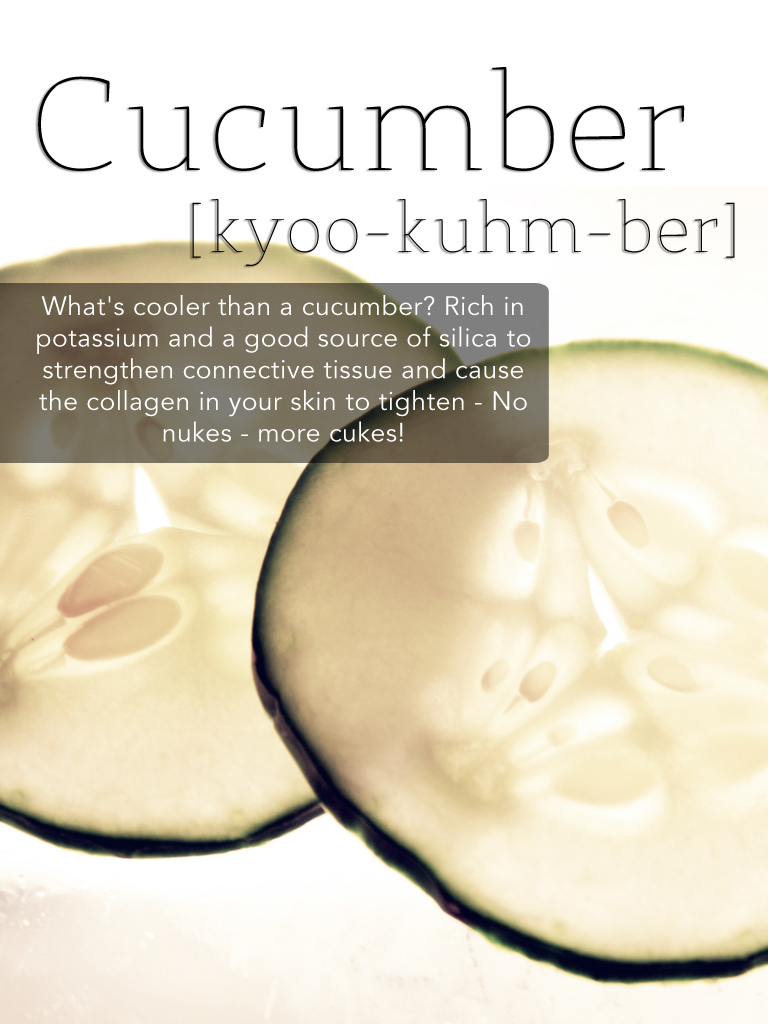 Cucumber
[kyoo-kuhm-ber]
What's cooler than a cucumber? Rich in
potassium and a good source of silica to
strengthen connective tissue and cause
the collagen in your skin to tighten - No
nukes - more cukes!